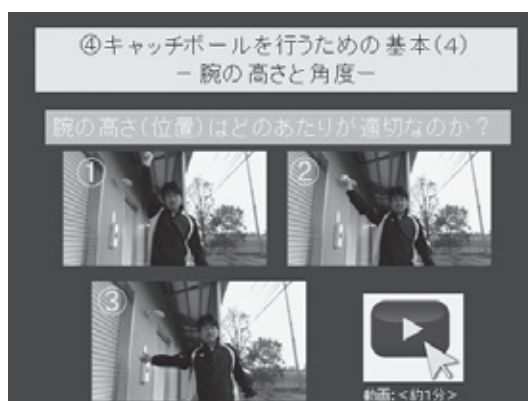 ④キャッチボールを行うための基本(4)
－腕の高さと角度－
腕の高さ(位置)はどのあたりが適切なのか？
①
②
③
動画:<約1分>